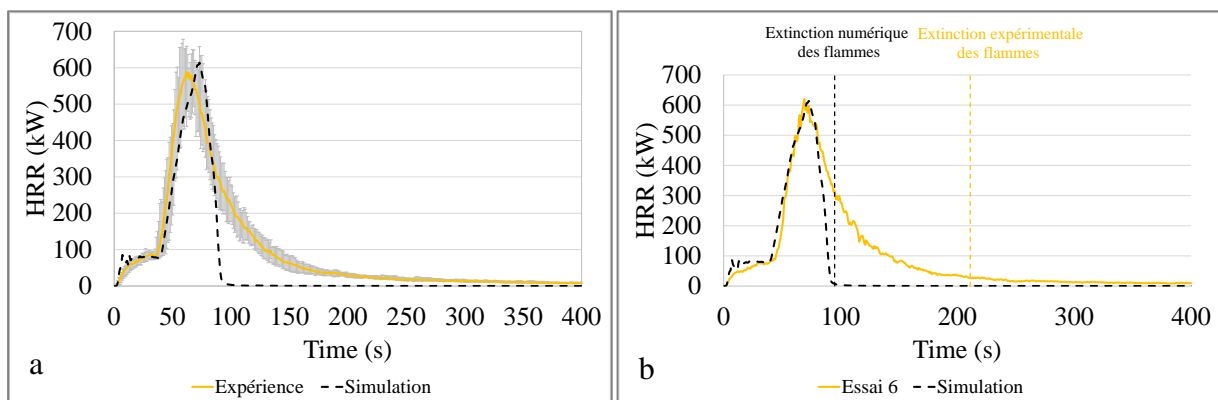 HRR (kW)
700
600
500
400
300
200
100
0
0 50 100 150 200 250 300 350 400
Time (s)
a
Expérience Simulation
Extinction numérique
des flammes
Extinction expérimentale
des flammes
HRR (kW)
700
600
500
400
300
200
100
0
0 100 200 300 400
Time (s)
b
Essai 6 Simulation